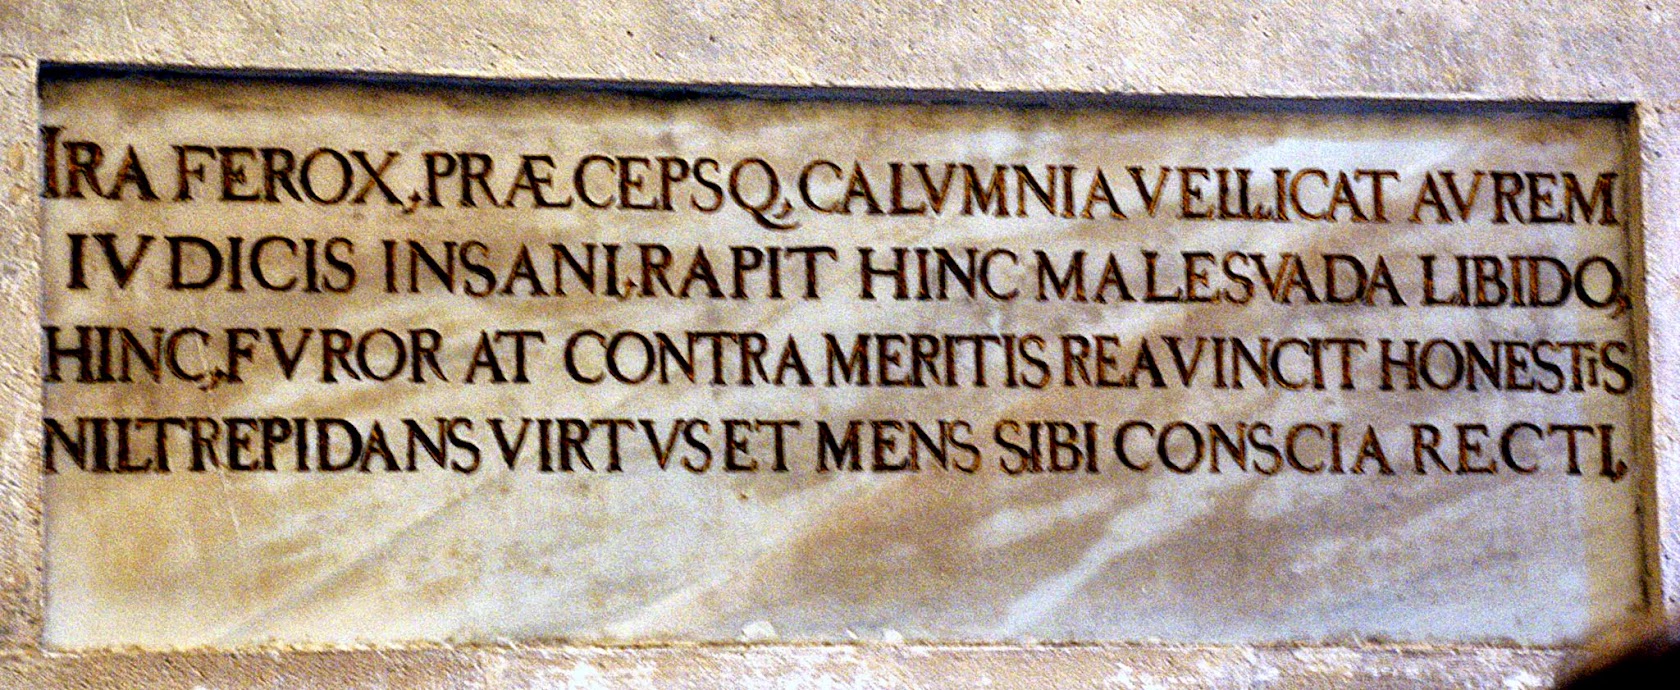 IRA FEROX, PRÆCEPSQ, CALVMNIA VELLICAT AVREM
IVDICIS INSANI, RAPIT HINC MALESVADA LIBIDO,
HINC, FVROR AT CONTRA MERITIS REAVINCIT HONESTIS
NIL TREPIDANS VIRTVS ET MENS SIBI CONSCIA RECTI,